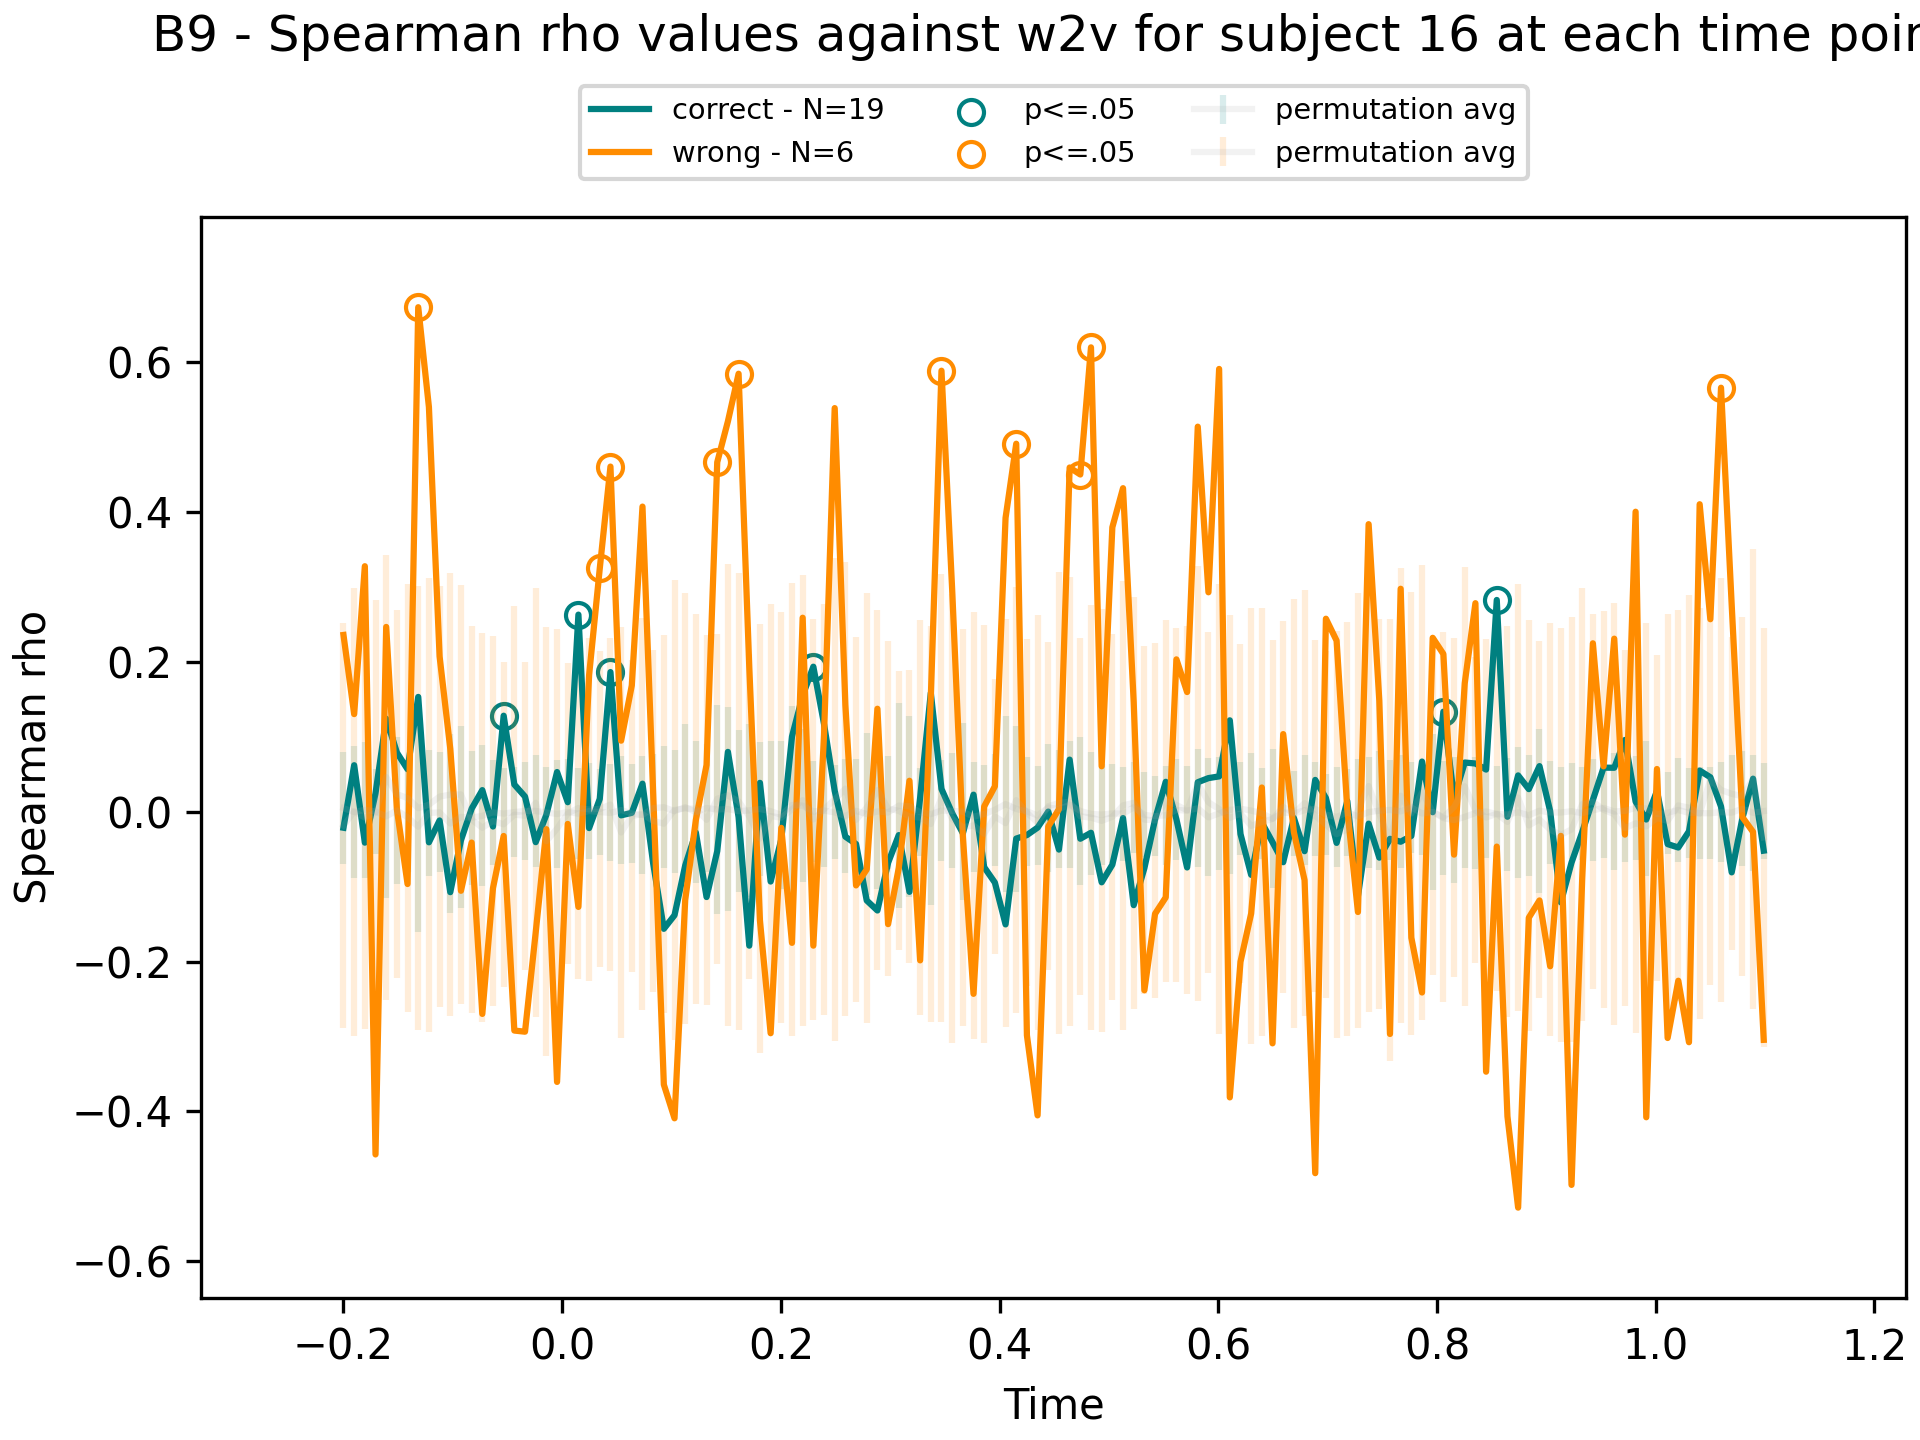 B9 - Spearman rho values against w2v for subject 16 at each time
correct - N=19 p<=.05 permutation avg
wrong - N=6 p<=.05 permutation avg
Spearman rho
0.6
0.4
0.2
0.0
−0.2
−0.4
−0.6
−0.2 0.0 0.2 0.4 0.6 0.8 1.0 1.2
Time